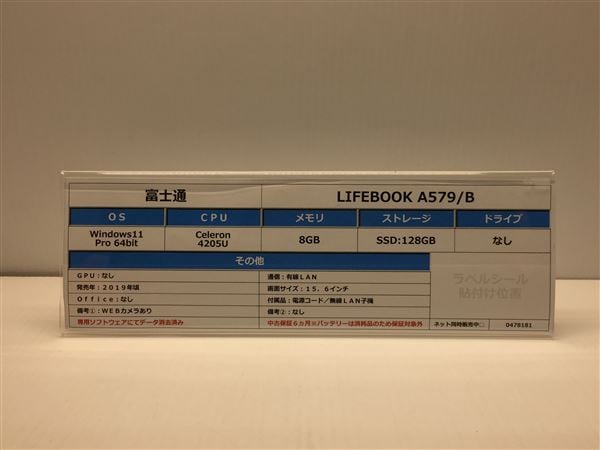 富士通 LIFEBOOK A579/B
OS CPU メモリ ストレージ ドライブ
Windows11 Pro 64bit Celeron 4205U 8GB SSD:128GB なし
その他
GPU:なし 通信:有線LAN
発売年:2019年頃 画面サイズ:15.6インチ
Office:なし 付属品:電源コード/無線LAN子機
備考①:WEBカメラあり 備考②:なし
ラベルシール
貼付け位置
専用ソフトウェアにてデータ消去済み 中古保証6ヵ月※バッテリーは消耗品のため保証対象外 ネット同時販売中□ 0478181